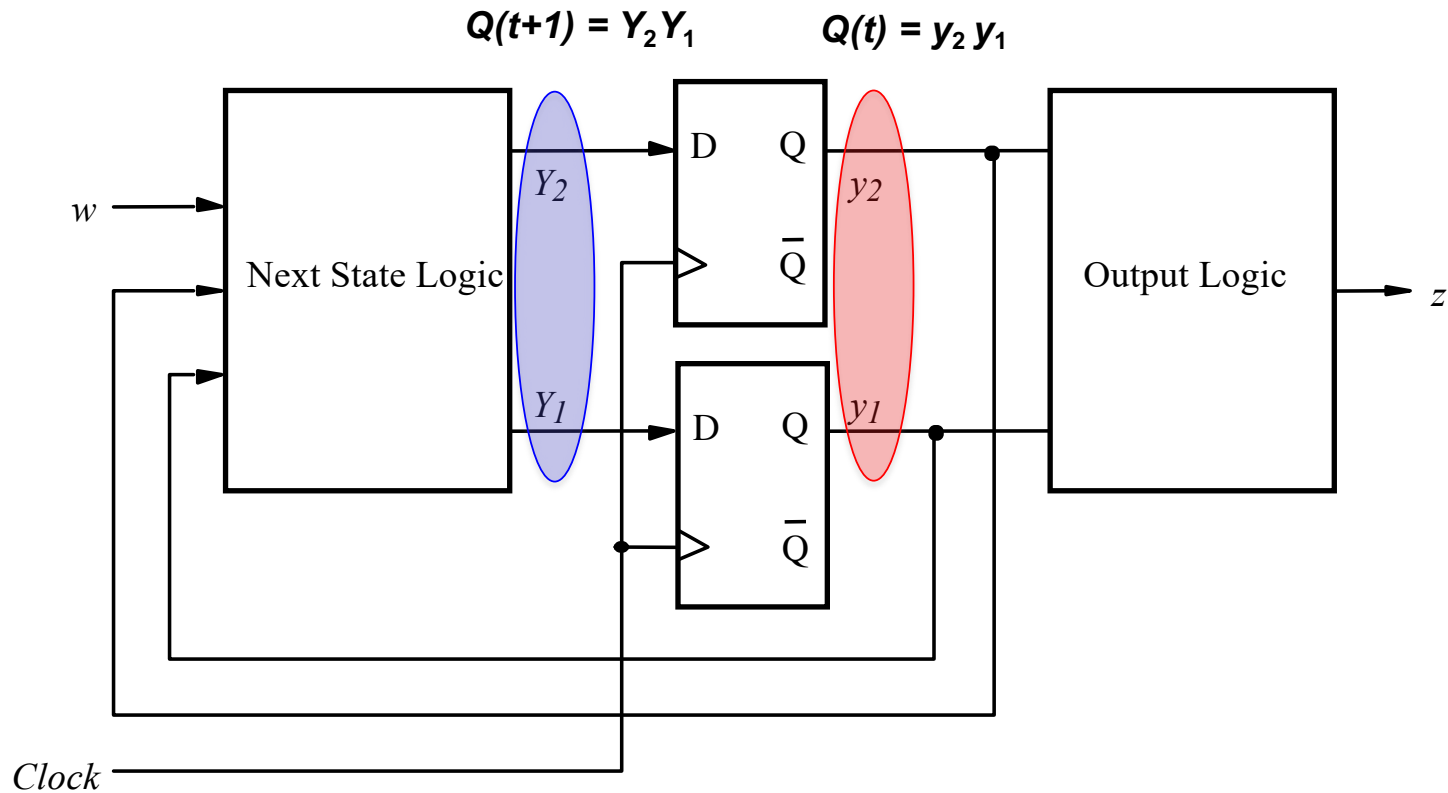 Q(t+1) = Y₂Y₁
Q(t) = y₂ y₁
w
Next State Logic
Y₂
Y₁
D
Q
Q̅
D
Q
Q̅
y₂
y₁
Output Logic
z
Clock